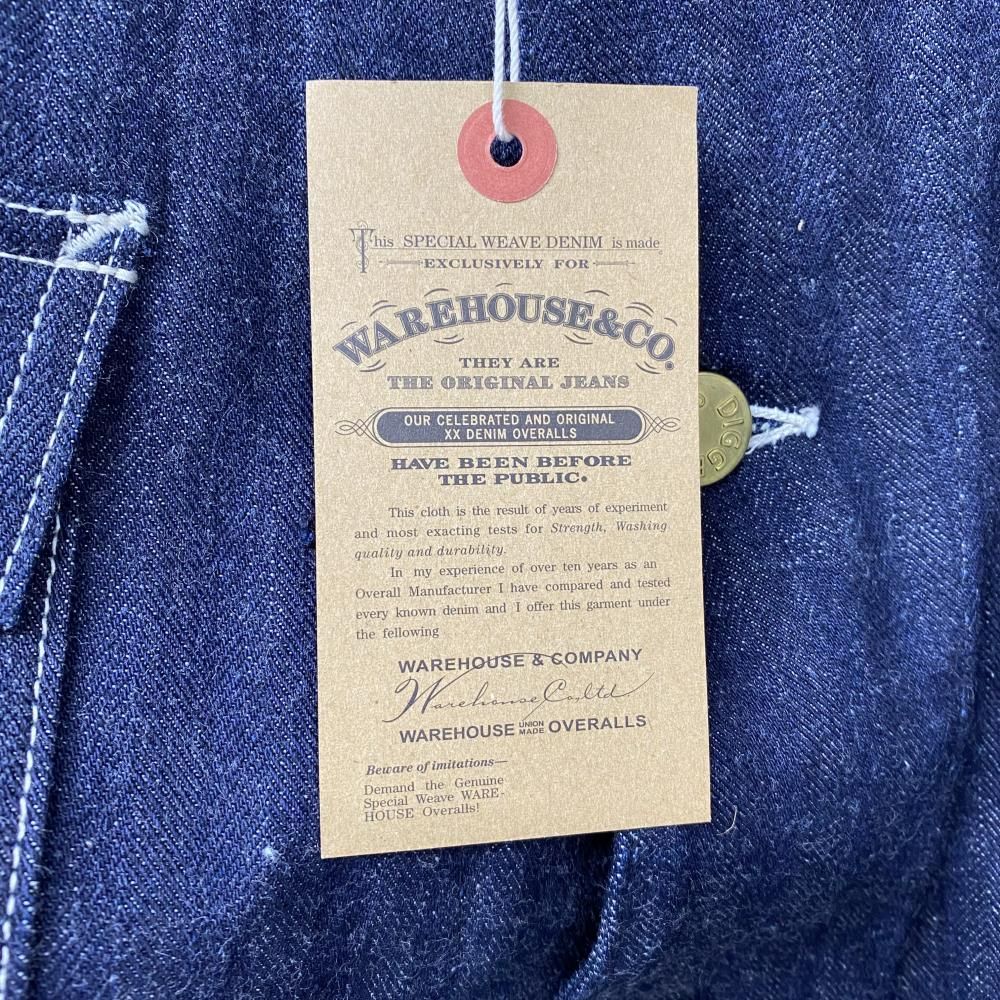 This SPECIAL WEAVE DENIM is made
EXCLUSIVELY FOR
WAREHOUSE&CO.
THEY ARE
THE ORIGINAL JEANS
OUR CELEBRATED AND ORIGINAL
XX DENIM OVERALLS
HAVE BEEN BEFORE
THE PUBLIC.
This cloth is the result of years of experiment
and most exacting tests for Strength, Washing
quality and durability.
In my experience of over ten years as an
Overall Manufacturer I have compared and tested
every known denim and I offer this garment under
the fellowing
WAREHOUSE & COMPANY
Warehouse Co,ltd
WAREHOUSE UNION MADE OVERALLS
Beware of imitations—
Demand the Genuine
Special Weave WARE-
HOUSE Overalls!